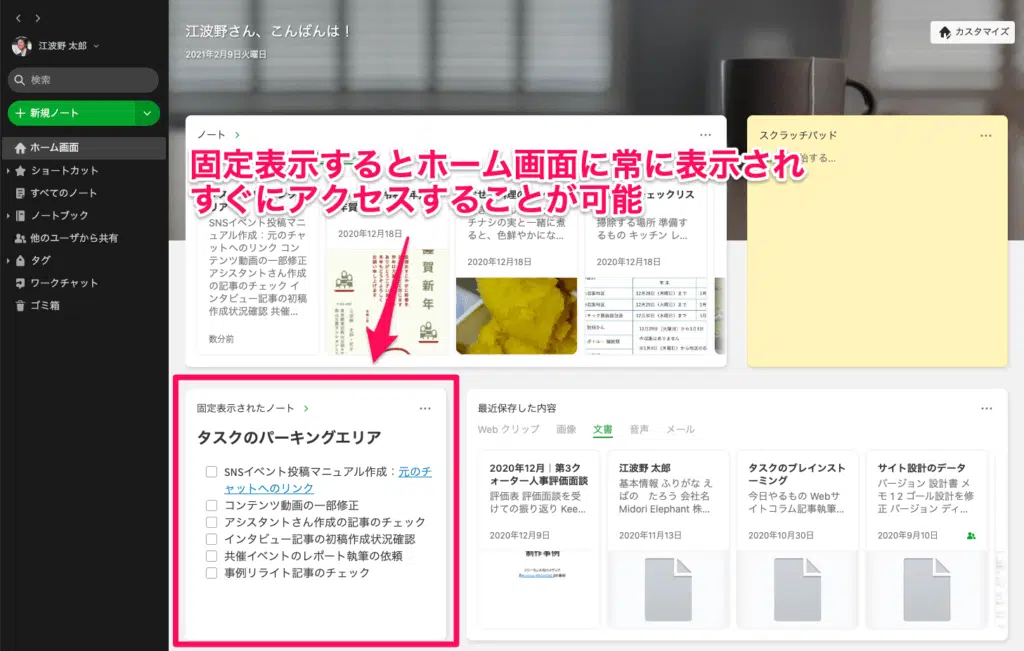 江波野 太郎
検索
新規ノート
ホーム画面
ショートカット
すべてのノート
ノートブック
他のユーザから共有
タグ
ワークチャット
ゴミ箱
江波野さん、こんばんは！
2021年2月9日火曜日
カスタマイズ
固定表示するとホーム画面に常に表示され
すぐにアクセスすることが可能
ノート
SNSイベント投稿マ
ニュアル作成：元のチャ
ットへのリンク コン
テンツ動画の一部修正
アシスタントさん作成
の記事のチェック イン
タビュー記事の初稿
作成状況確認 共催...
数分前
2020年12月18日
賀新年
チナシの実と一緒に煮
ると、色鮮やかにな...
2020年12月18日
ェックリス
掃除する場所 準備す
るもの キッチン レ...
2020年12月18日
スクラッチパッド
固定表示されたノート
タスクのパーキングエリア
SNSイベント投稿マニュアル作成：元のチ
ャットへのリンク
コンテンツ動画の一部修正
アシスタントさん作成の記事のチェック
インタビュー記事の初稿作成状況確認
共催イベントのレポート執筆の依頼
事例リライト記事のチェック
最近保存した内容
Web クリップ 画像 文書 音声 メール
2020年12月｜第3ク
ォーター人事評価面談
評価表 評価面談を受
けての振り返り Kee...
2020年12月9日
制作事例
江波野 太郎
基本情報 ふりがな え
ばの たろう 会社名
Midori Elephant 株...
2020年11月13日
タスクのブレインスト
ーミング
今日やるもの Webサ
イトコラム記事執筆...
2020年10月30日
サイト設計のデータ
バージョン 設計書 メ
モ 1 2 ゴール設計を修
正 バージョン ディ...
2020年9月10日